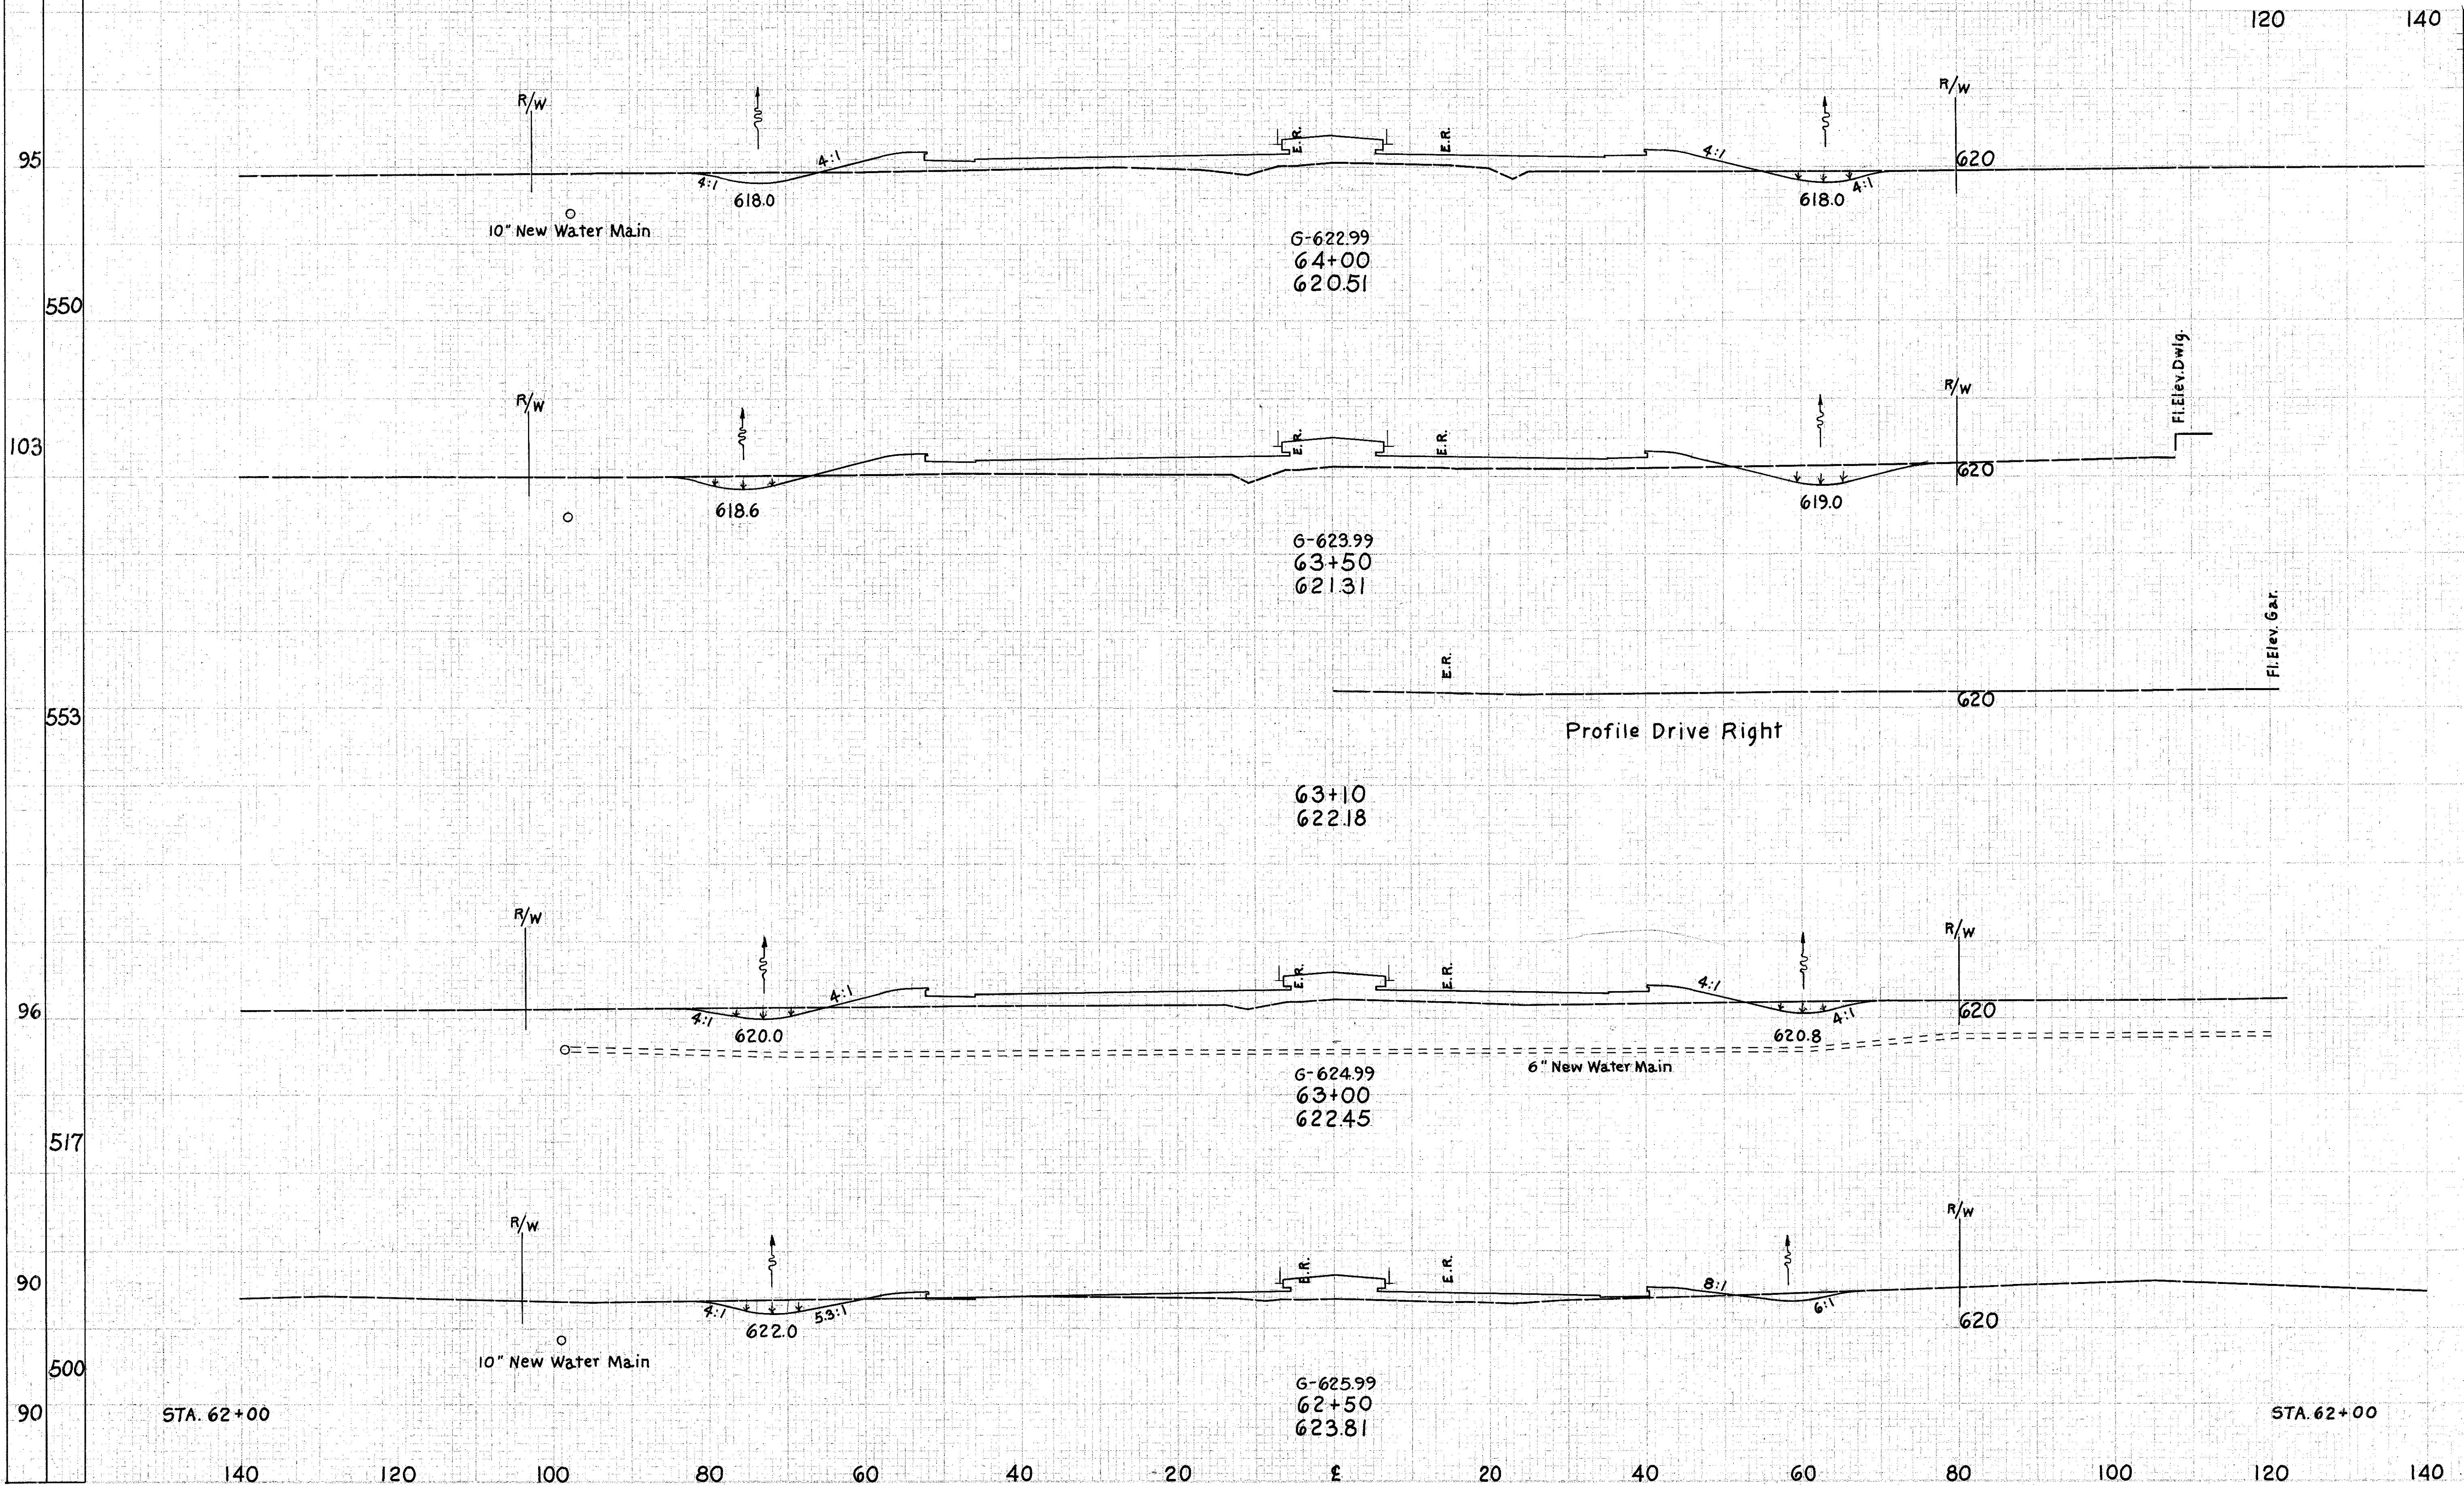 120 140
R/W R/W
E.R. E.R.
95 4:1 4:1 620
4:1 4:1
618.0 618.0
10" New Water Main
G-622.99
64+00
620.51
550
Fl.Elev.Dwlg.
R/W R/W
E.R. E.R.
103
620
618.6 619.0
G-623.99
63+50
621.31
Fl.Elev. Gar.
E.R.
620
553
Profile Drive Right
63+10
622.18
R/W R/W
E.R. E.R.
4:1 4:1
96 4:1 4:1 620
620.0 620.8
6" New Water Main
G-624.99
63+00
622.45
517
R/W R/W
E.R. E.R.
90 8:1
4:1 5.3:1 6:1
622.0 620
10" New Water Main
500
G-625.99
62+50
623.81
90 STA. 62+00 STA. 62+00
140 120 100 80 60 40 20 ℄ 20 40 60 80 100 120 140